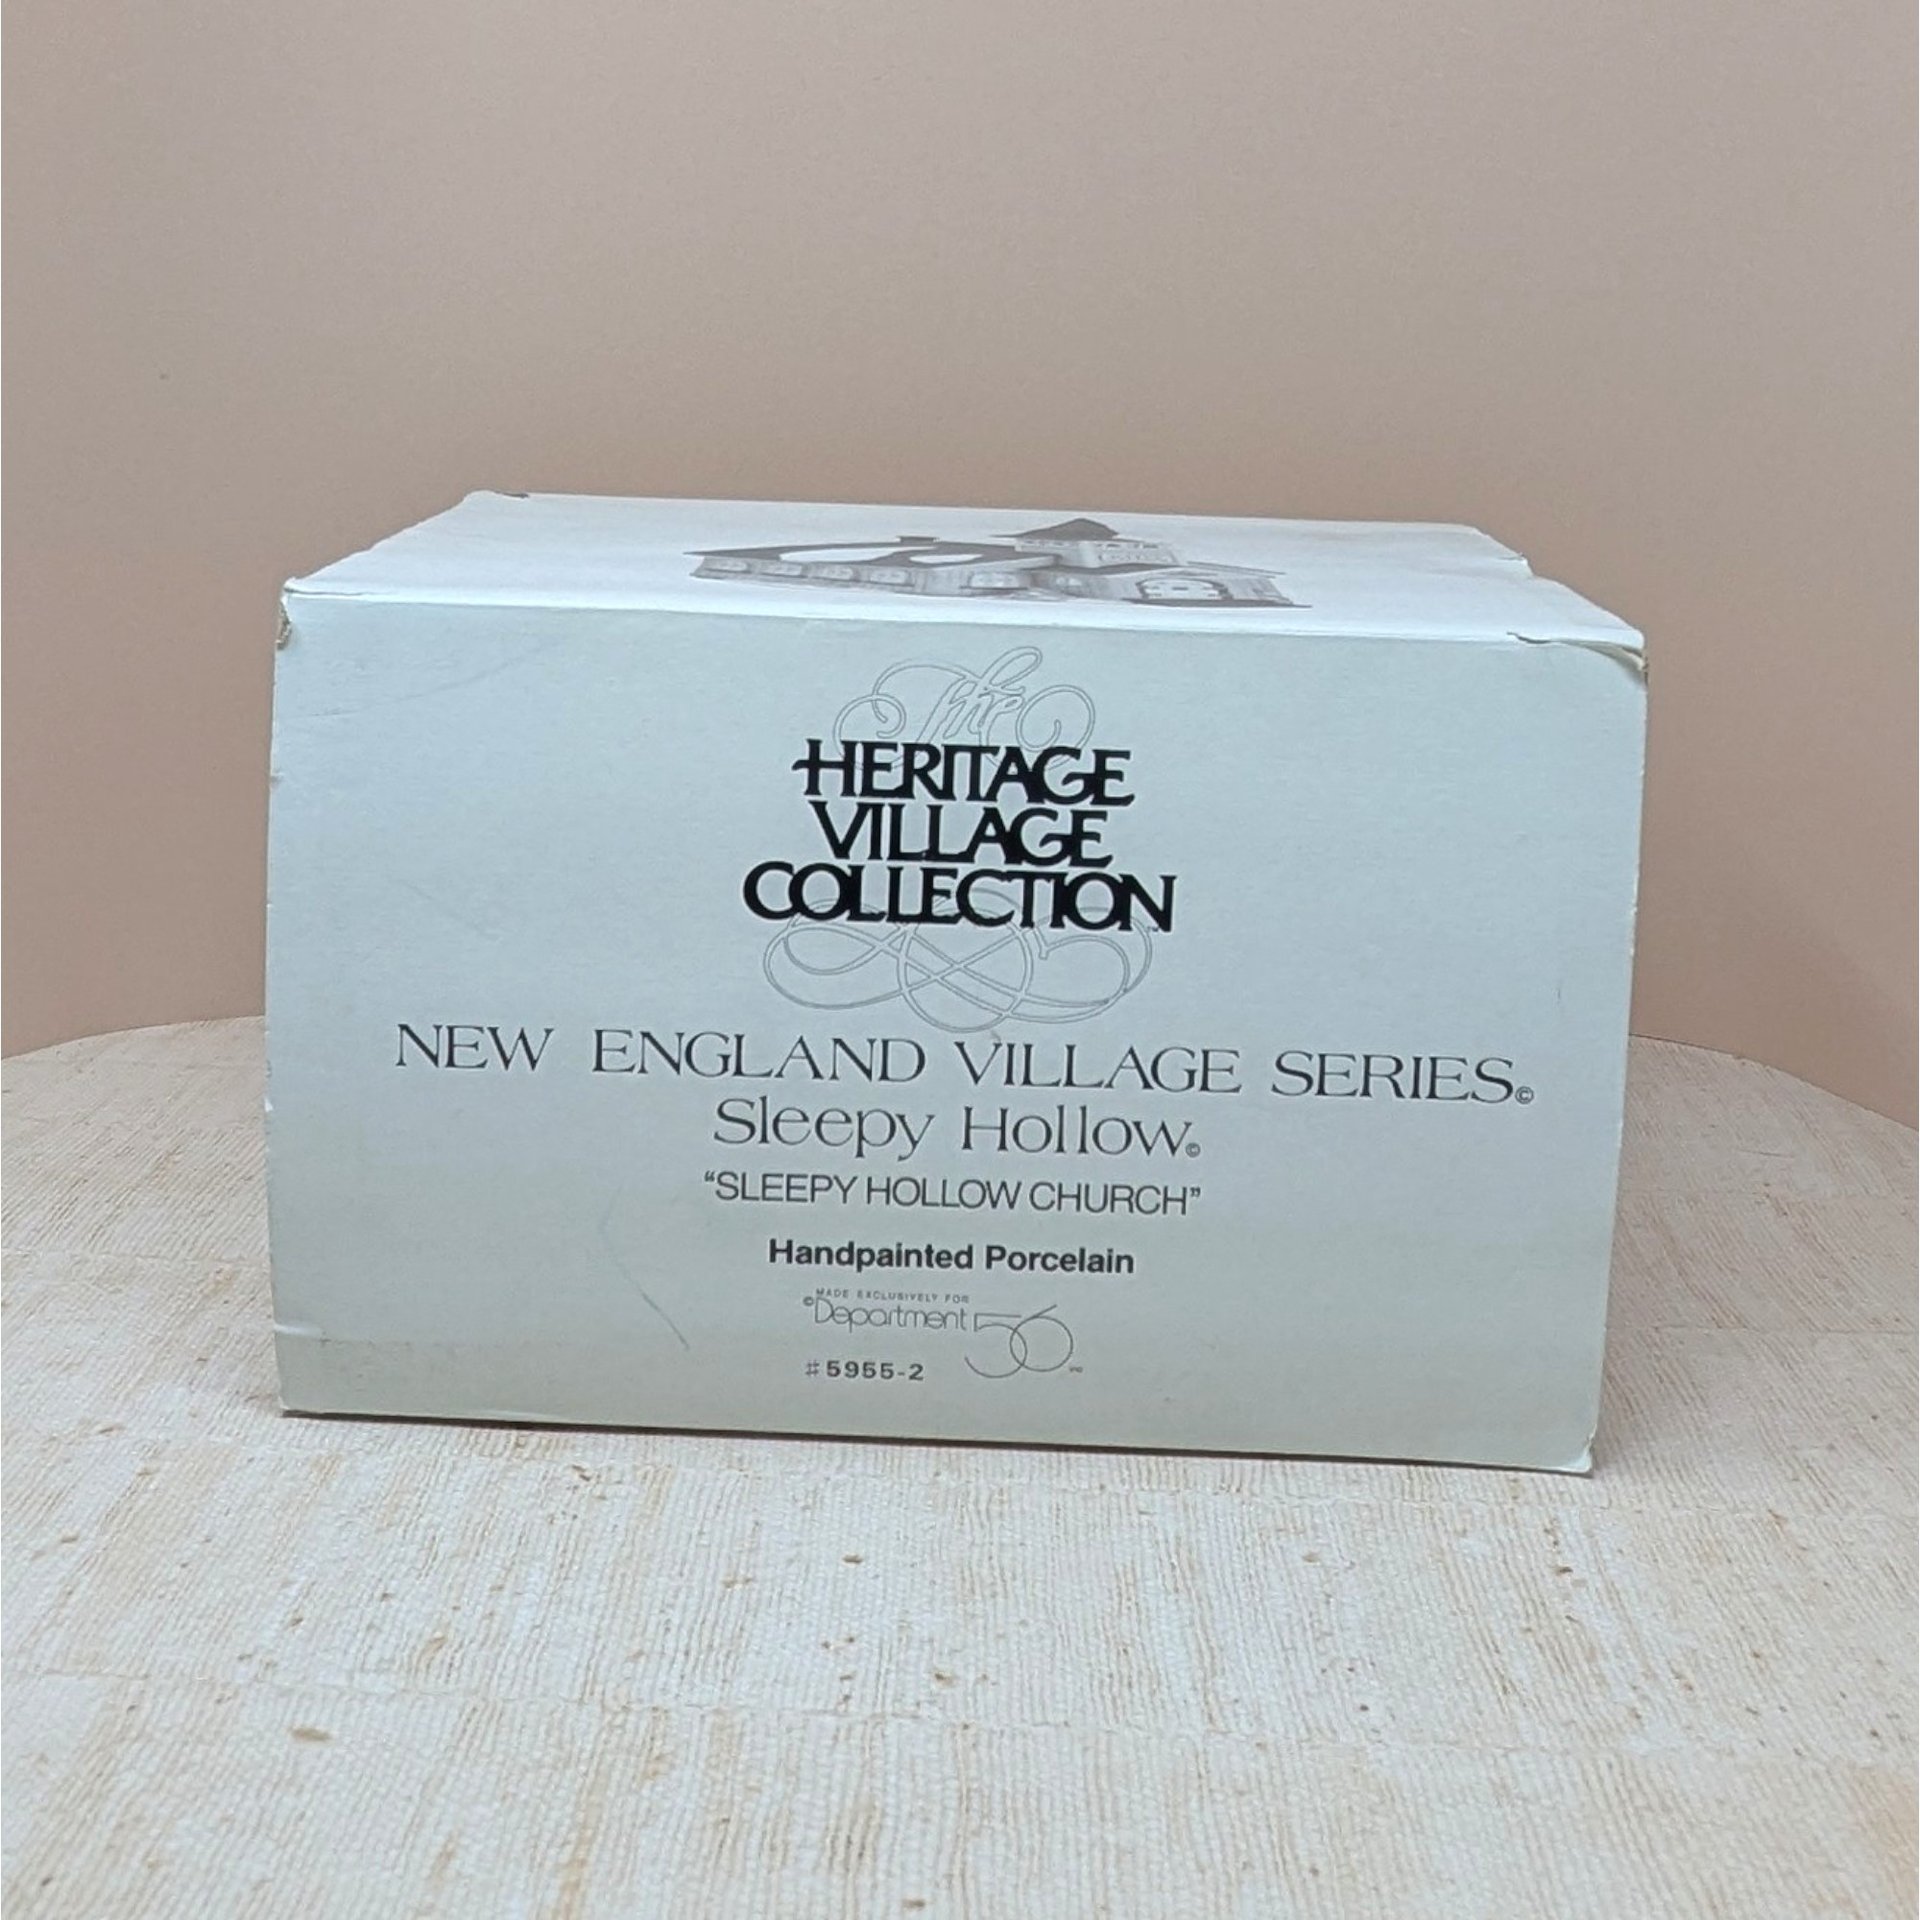 The
HERITAGE
VILLAGE
COLLECTION
NEW ENGLAND VILLAGE SERIES©
Sleepy Hollow©
“SLEEPY HOLLOW CHURCH”
Handpainted Porcelain
MADE EXCLUSIVELY FOR
©Department 56
#5955-2